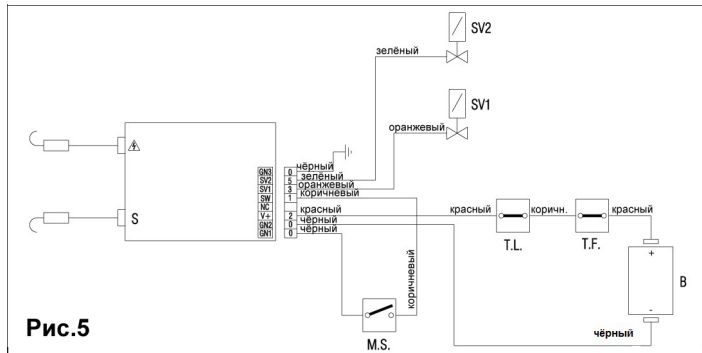 SV2
зелёный
SV1
оранжевый
GN3 0 чёрный
SV2 5 зелёный
SV1 3 оранжевый
SW 1 коричневый
NC
V+ 2 красный
GN2 0 чёрный
GN1 0 чёрный
S
красный коричн. красный
T.L. T.F.
+
B
-
коричневый
чёрный
M.S.
Рис.5